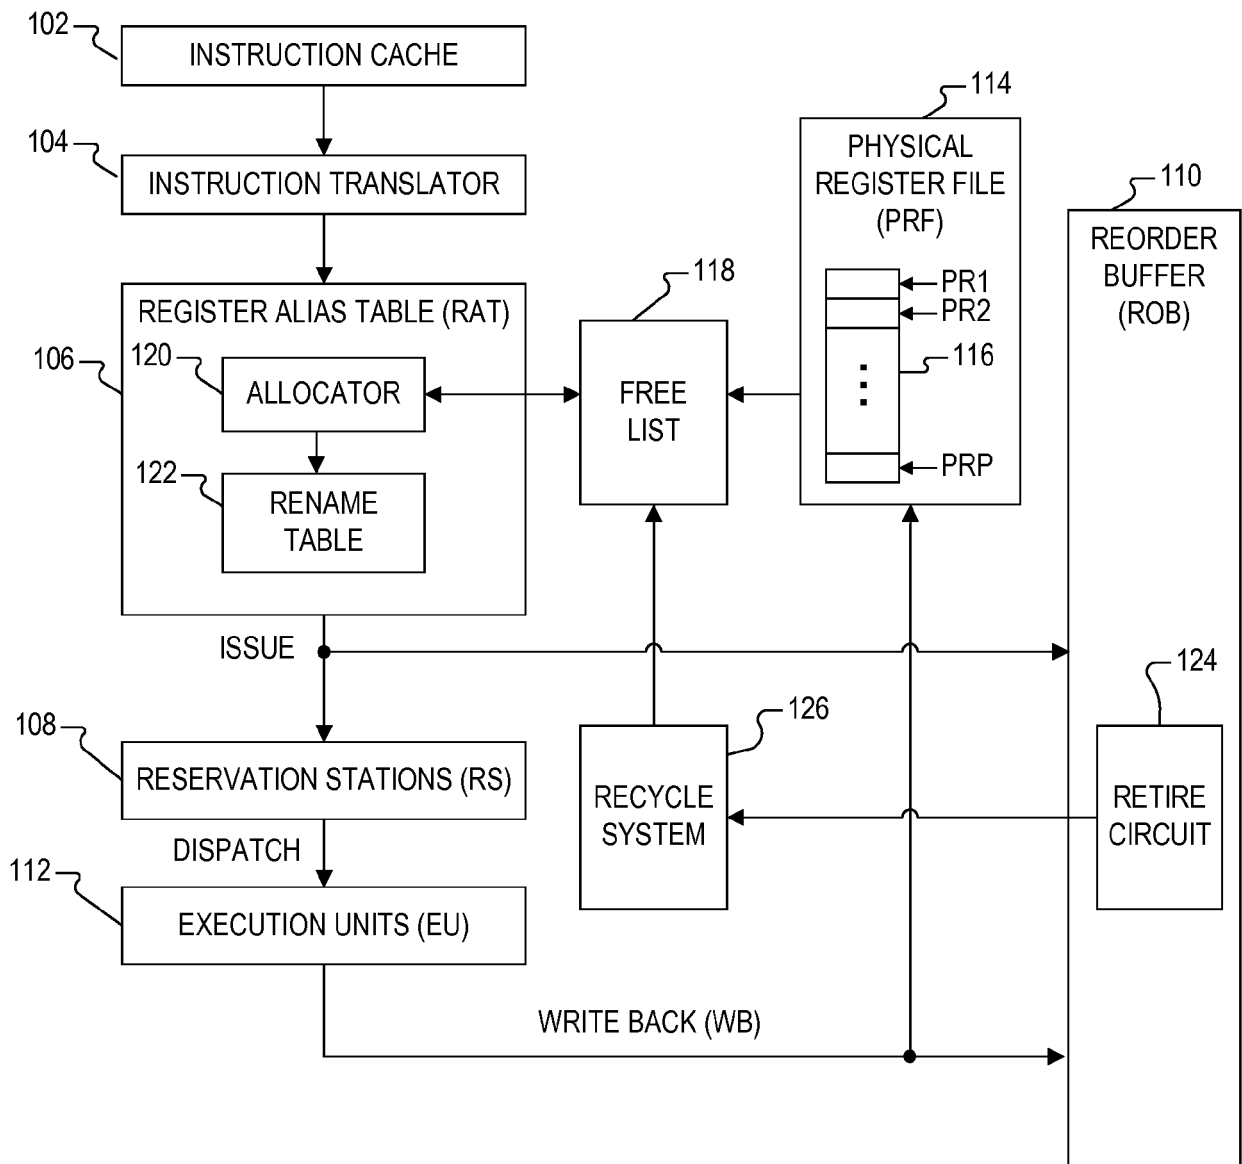 102
INSTRUCTION CACHE
104
INSTRUCTION TRANSLATOR
106
REGISTER ALIAS TABLE (RAT)
120
ALLOCATOR
122
RENAME
TABLE
118
FREE
LIST
114
PHYSICAL
REGISTER FILE
(PRF)
PR1
PR2
116
PRP
110
REORDER
BUFFER
(ROB)
ISSUE
108
RESERVATION STATIONS (RS)
DISPATCH
112
EXECUTION UNITS (EU)
126
RECYCLE
SYSTEM
124
RETIRE
CIRCUIT
WRITE BACK (WB)